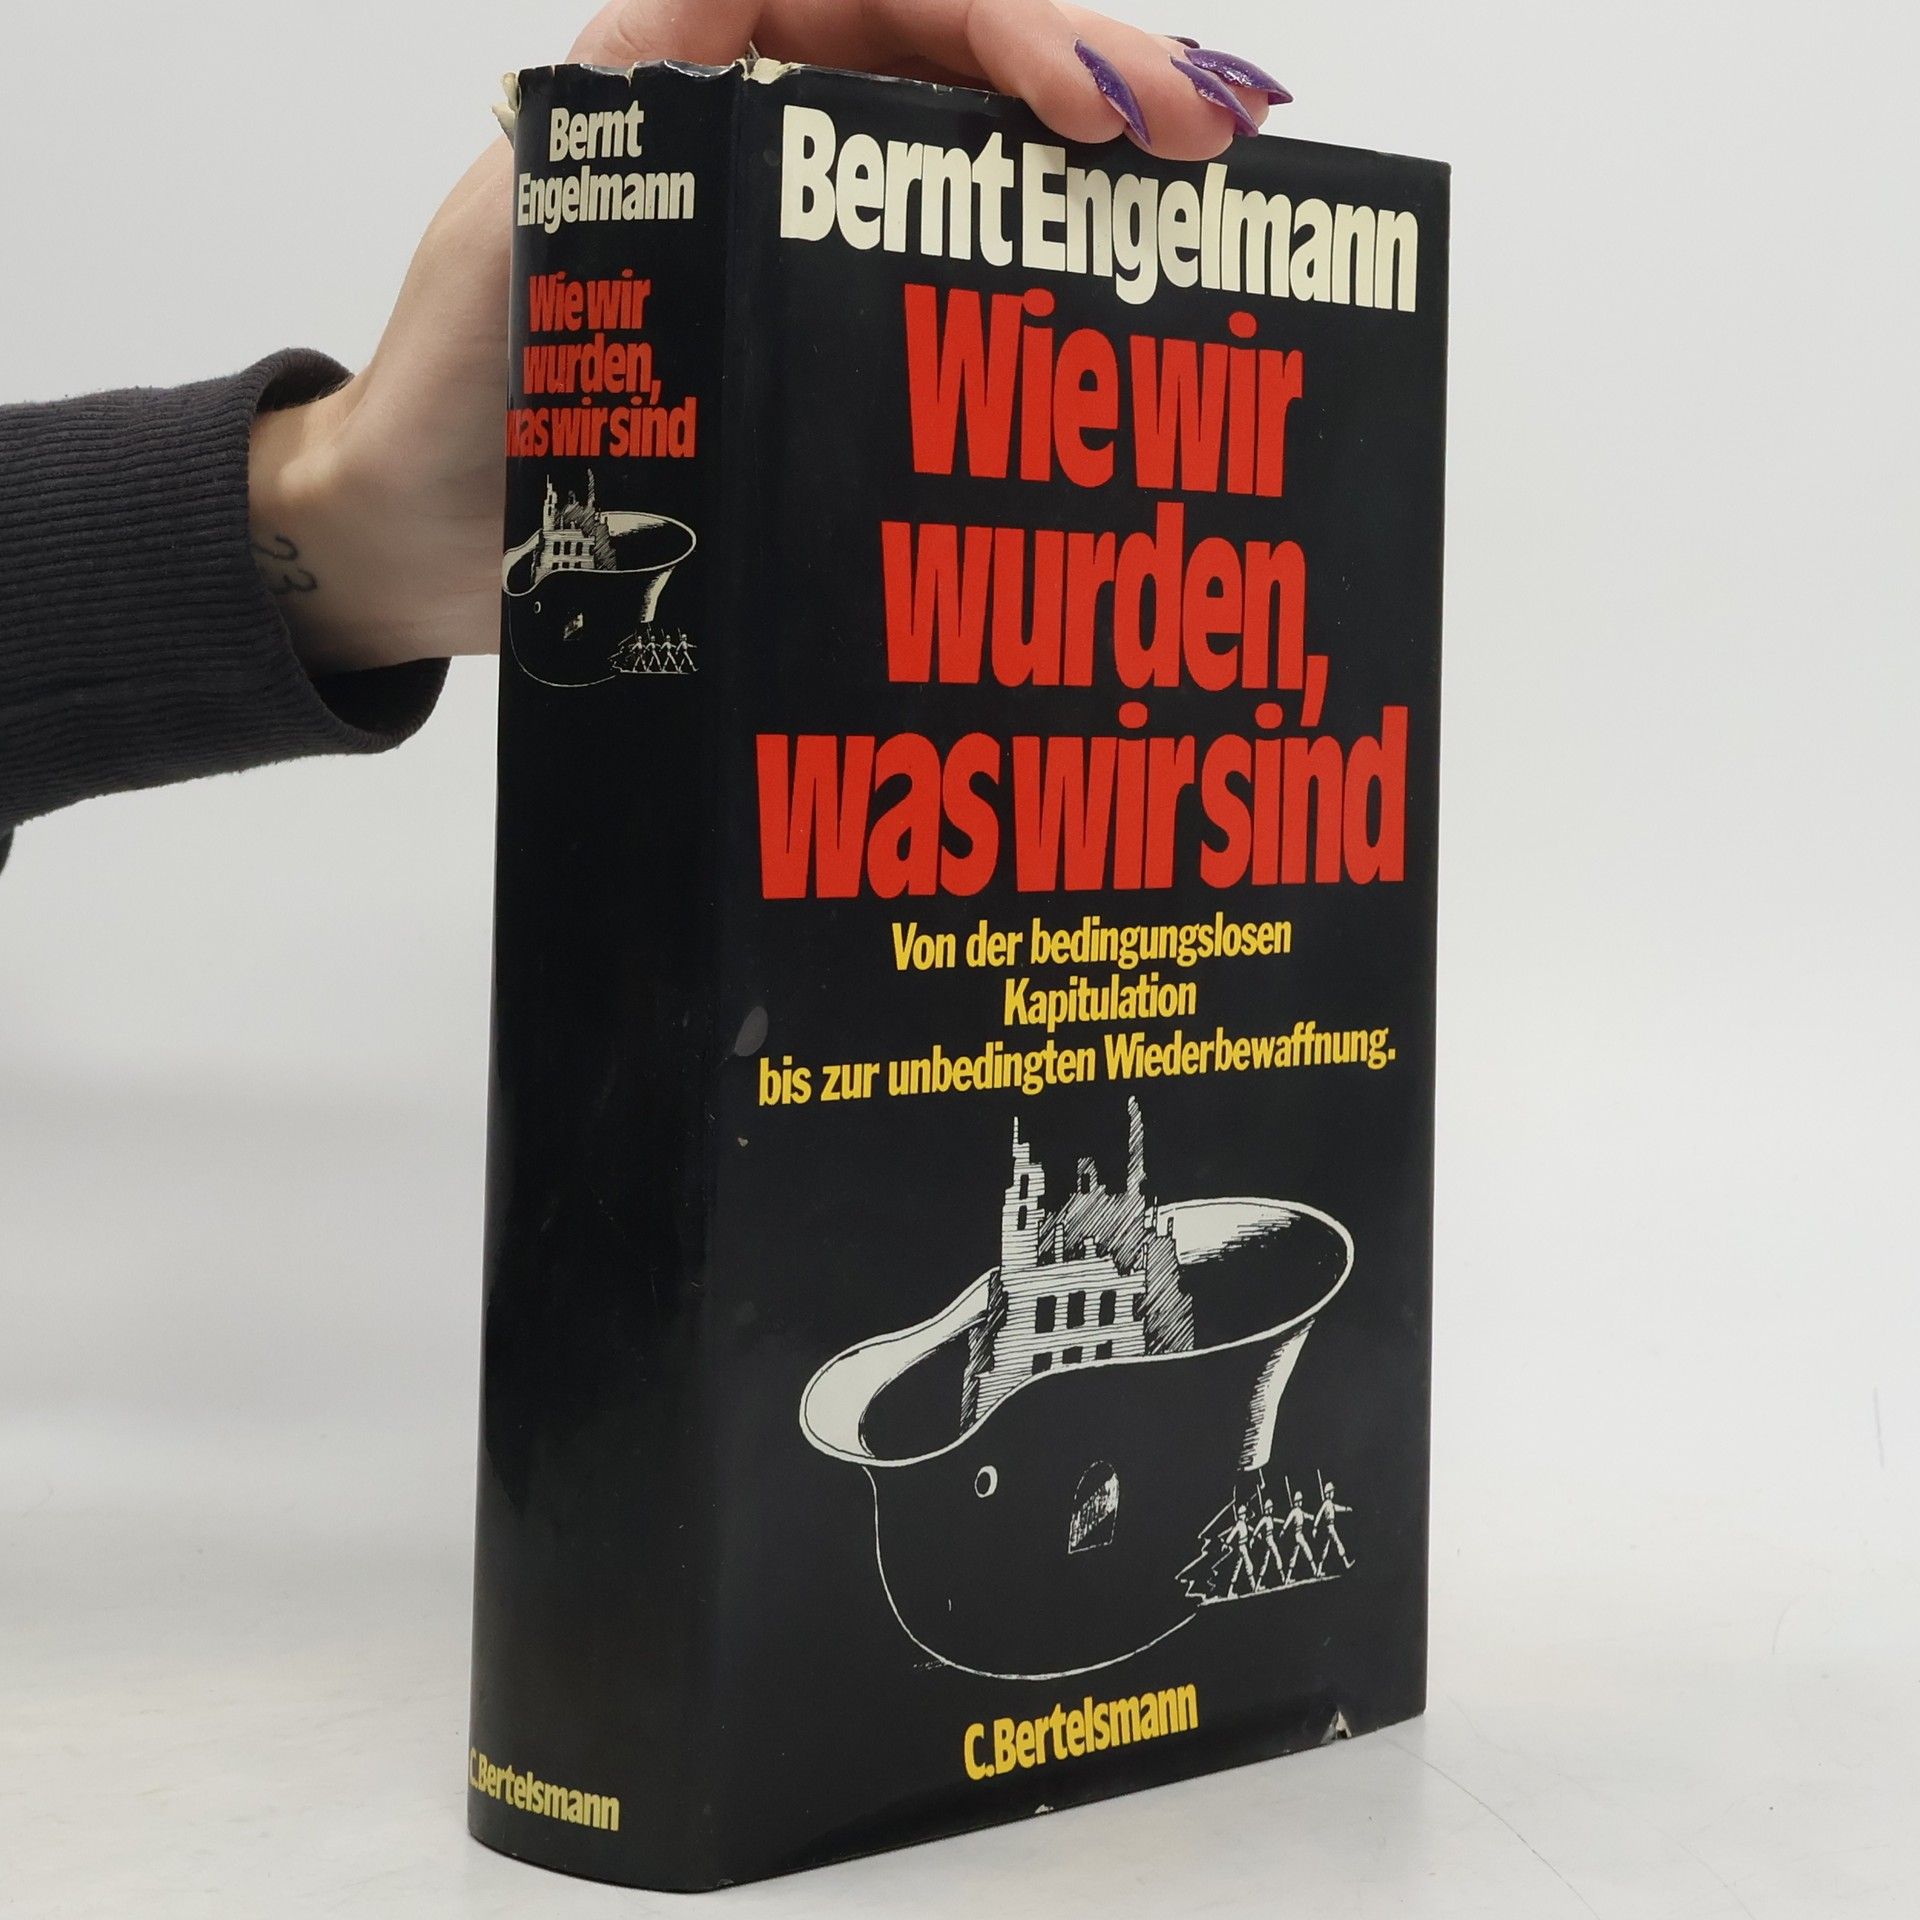 Bernt
Engelmann
Wie wir
wurden,
was wir sind
C. Bertelsmann
Bernt Engelmann
Wie wir
wurden,
was wir sind
Von der bedingungslosen
Kapitulation
bis zur unbedingten Wiederbewaffnung.
C. Bertelsmann
23